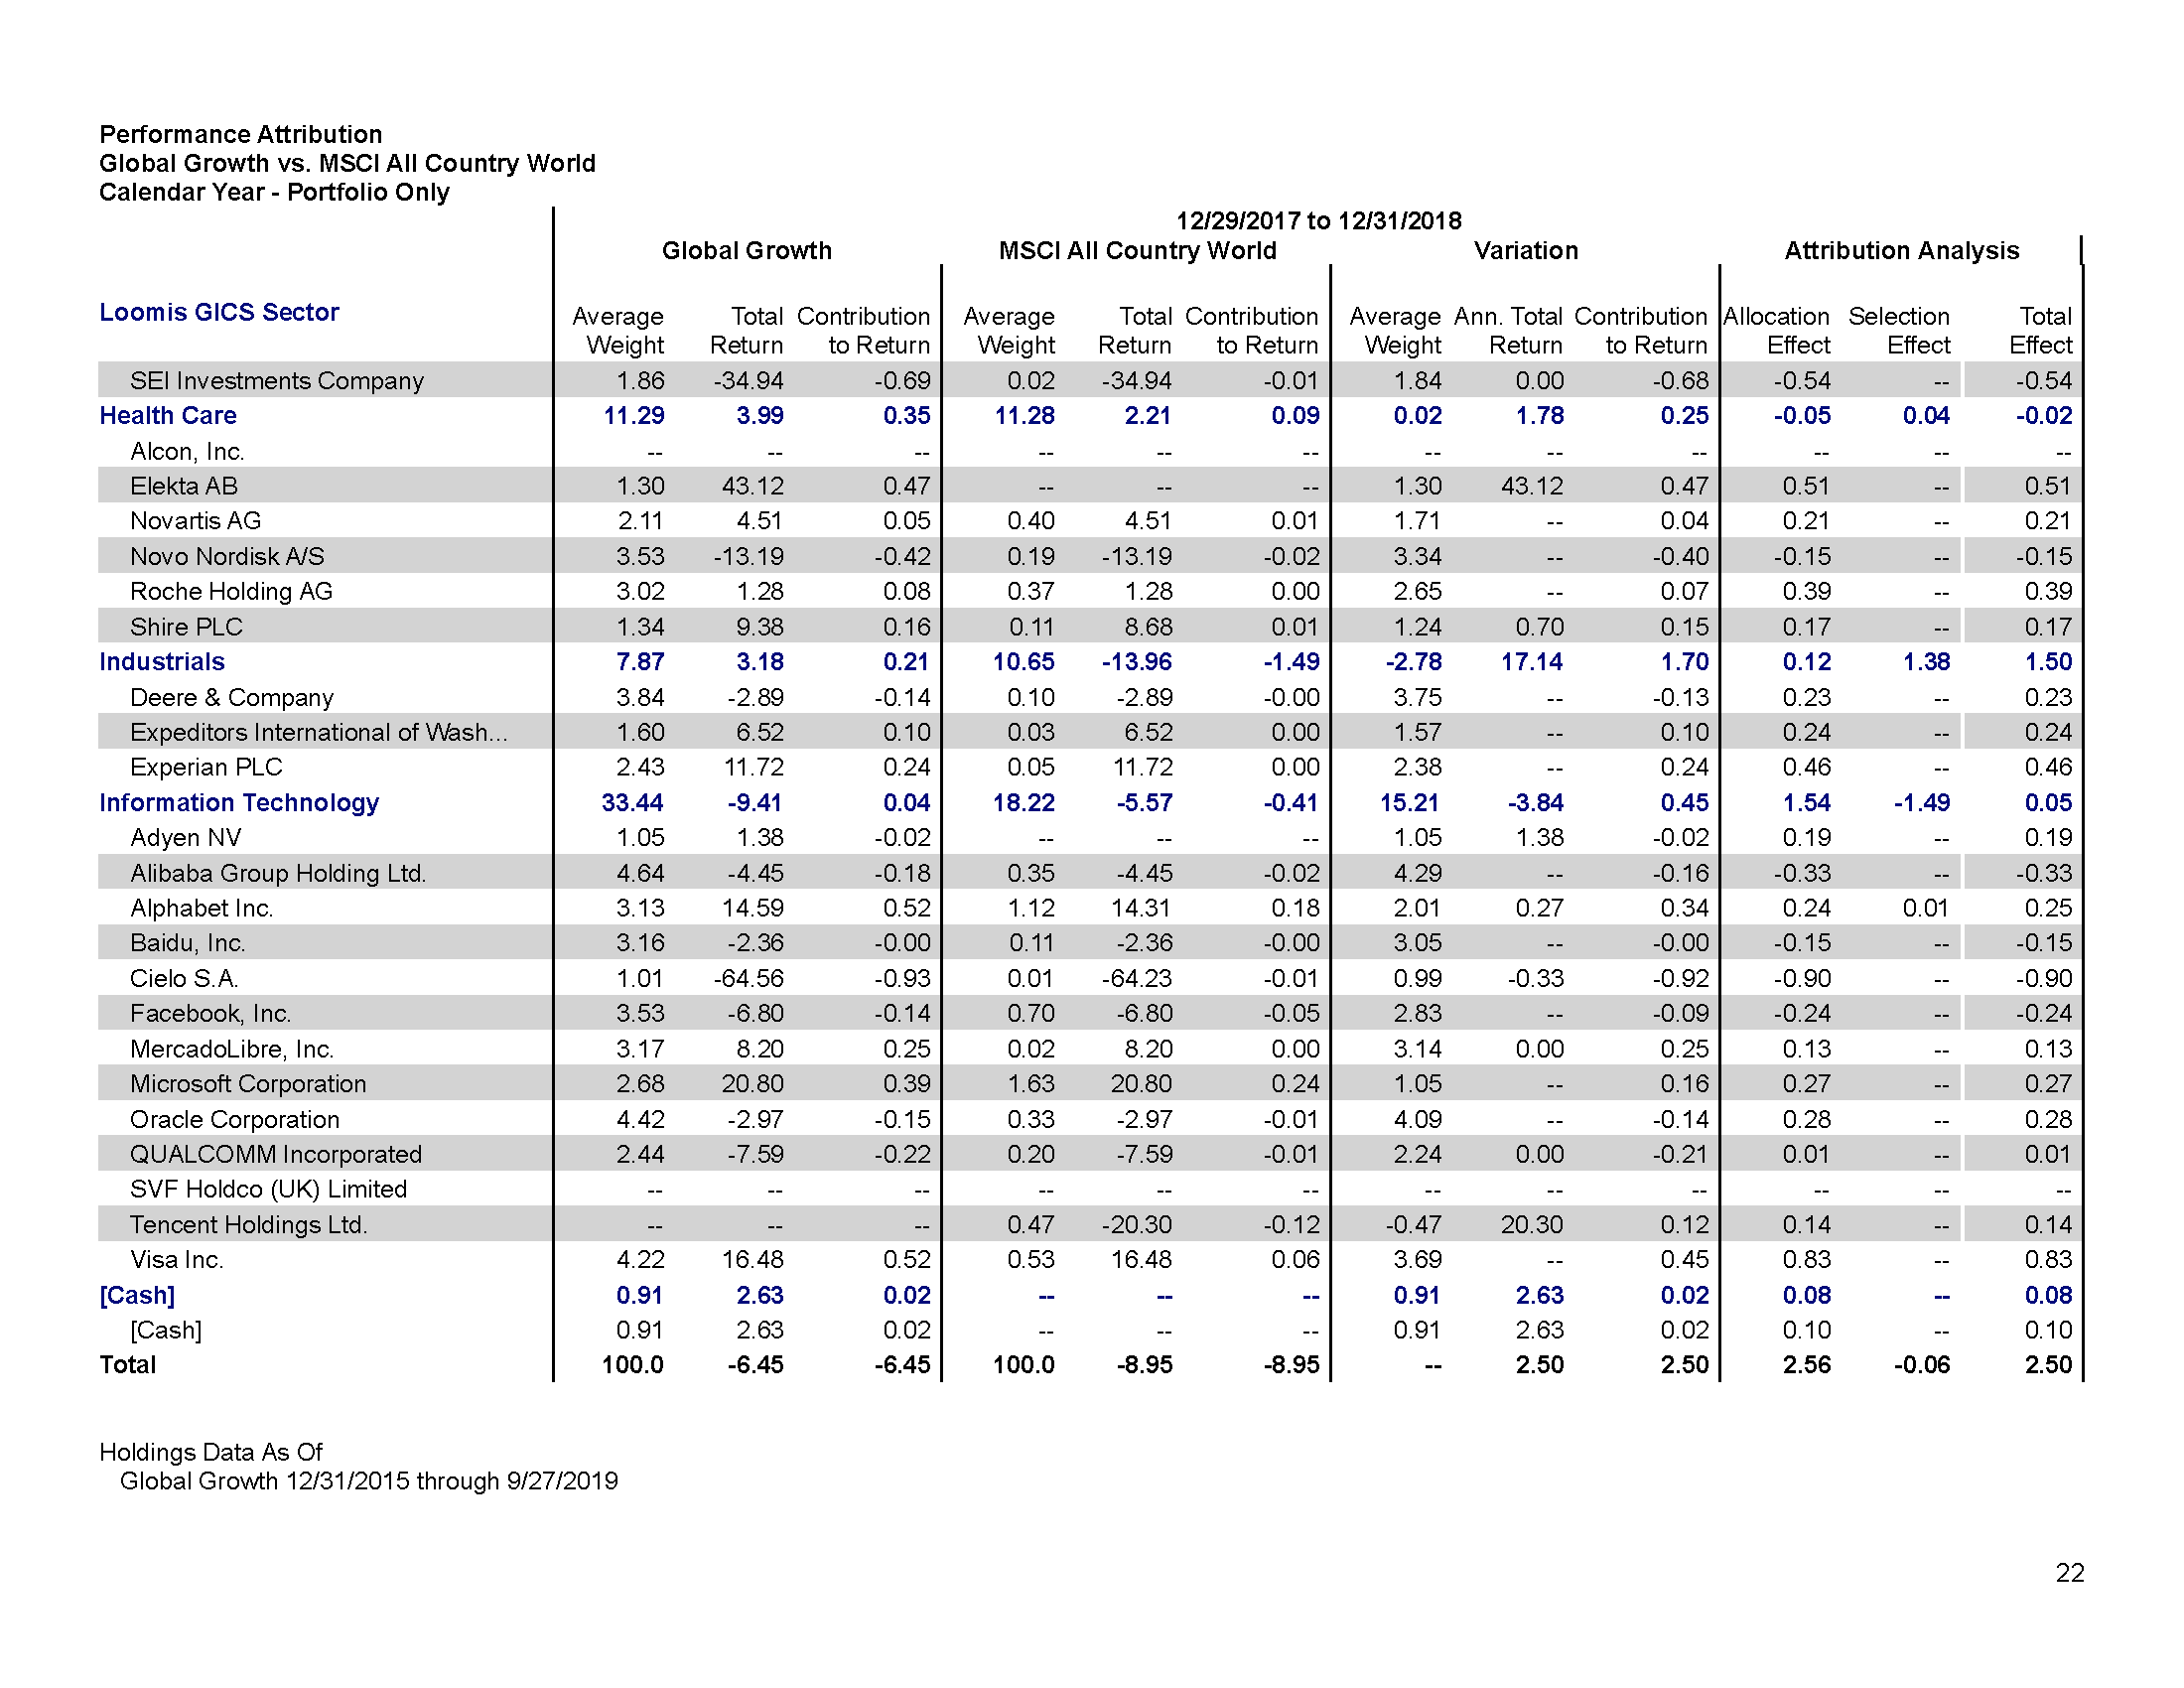 Performance Attribution
Global Growth vs. MSCI All Country World
Calendar Year - Portfolio Only
12/29/2017 to 12/31/2018
Global Growth MSCI All Country World Variation Attribution Analysis
Loomis GICS Sector Average Total Contribution Average Total Contribution Average Ann. Total Contribution Allocation Selection Total
Weight Return to Return Weight Return to Return Weight Return to Return Effect Effect Effect
SEI Investments Company 1.86 -34.94 -0.69 0.02 -34.94 -0.01 1.84 0.00 -0.68 -0.54 -- -0.54
Health Care 11.29 3.99 0.35 11.28 2.21 0.09 0.02 1.78 0.25 -0.05 0.04 -0.02
Alcon, Inc. -- -- -- -- -- -- -- -- -- -- -- --
Elekta AB 1.30 43.12 0.47 -- -- -- 1.30 43.12 0.47 0.51 -- 0.51
Novartis AG 2.11 4.51 0.05 0.40 4.51 0.01 1.71 -- 0.04 0.21 -- 0.21
Novo Nordisk A/S 3.53 -13.19 -0.42 0.19 -13.19 -0.02 3.34 -- -0.40 -0.15 -- -0.15
Roche Holding AG 3.02 1.28 0.08 0.37 1.28 0.00 2.65 -- 0.07 0.39 -- 0.39
Shire PLC 1.34 9.38 0.16 0.11 8.68 0.01 1.24 0.70 0.15 0.17 -- 0.17
Industrials 7.87 3.18 0.21 10.65 -13.96 -1.49 -2.78 17.14 1.70 0.12 1.38 1.50
Deere & Company 3.84 -2.89 -0.14 0.10 -2.89 -0.00 3.75 -- -0.13 0.23 -- 0.23
Expeditors International of Wash... 1.60 6.52 0.10 0.03 6.52 0.00 1.57 -- 0.10 0.24 -- 0.24
Experian PLC 2.43 11.72 0.24 0.05 11.72 0.00 2.38 -- 0.24 0.46 -- 0.46
Information Technology 33.44 -9.41 0.04 18.22 -5.57 -0.41 15.21 -3.84 0.45 1.54 -1.49 0.05
Adyen NV 1.05 1.38 -0.02 -- -- -- 1.05 1.38 -0.02 0.19 -- 0.19
Alibaba Group Holding Ltd. 4.64 -4.45 -0.18 0.35 -4.45 -0.02 4.29 -- -0.16 -0.33 -- -0.33
Alphabet Inc. 3.13 14.59 0.52 1.12 14.31 0.18 2.01 0.27 0.34 0.24 0.01 0.25
Baidu, Inc. 3.16 -2.36 -0.00 0.11 -2.36 -0.00 3.05 -- -0.00 -0.15 -- -0.15
Cielo S.A. 1.01 -64.56 -0.93 0.01 -64.23 -0.01 0.99 -0.33 -0.92 -0.90 -- -0.90
Facebook, Inc. 3.53 -6.80 -0.14 0.70 -6.80 -0.05 2.83 -- -0.09 -0.24 -- -0.24
MercadoLibre, Inc. 3.17 8.20 0.25 0.02 8.20 0.00 3.14 0.00 0.25 0.13 -- 0.13
Microsoft Corporation 2.68 20.80 0.39 1.63 20.80 0.24 1.05 -- 0.16 0.27 -- 0.27
Oracle Corporation 4.42 -2.97 -0.15 0.33 -2.97 -0.01 4.09 -- -0.14 0.28 -- 0.28
QUALCOMM Incorporated 2.44 -7.59 -0.22 0.20 -7.59 -0.01 2.24 0.00 -0.21 0.01 -- 0.01
SVF Holdco (UK) Limited -- -- -- -- -- -- -- -- -- -- -- --
Tencent Holdings Ltd. -- -- -- 0.47 -20.30 -0.12 -0.47 20.30 0.12 0.14 -- 0.14
Visa Inc. 4.22 16.48 0.52 0.53 16.48 0.06 3.69 -- 0.45 0.83 -- 0.83
[Cash] 0.91 2.63 0.02 -- -- -- 0.91 2.63 0.02 0.08 -- 0.08
[Cash] 0.91 2.63 0.02 -- -- -- 0.91 2.63 0.02 0.10 -- 0.10
Total 100.0 -6.45 -6.45 100.0 -8.95 -8.95 -- 2.50 2.50 2.56 -0.06 2.50
Holdings Data As Of
Global Growth 12/31/2015 through 9/27/2019
22